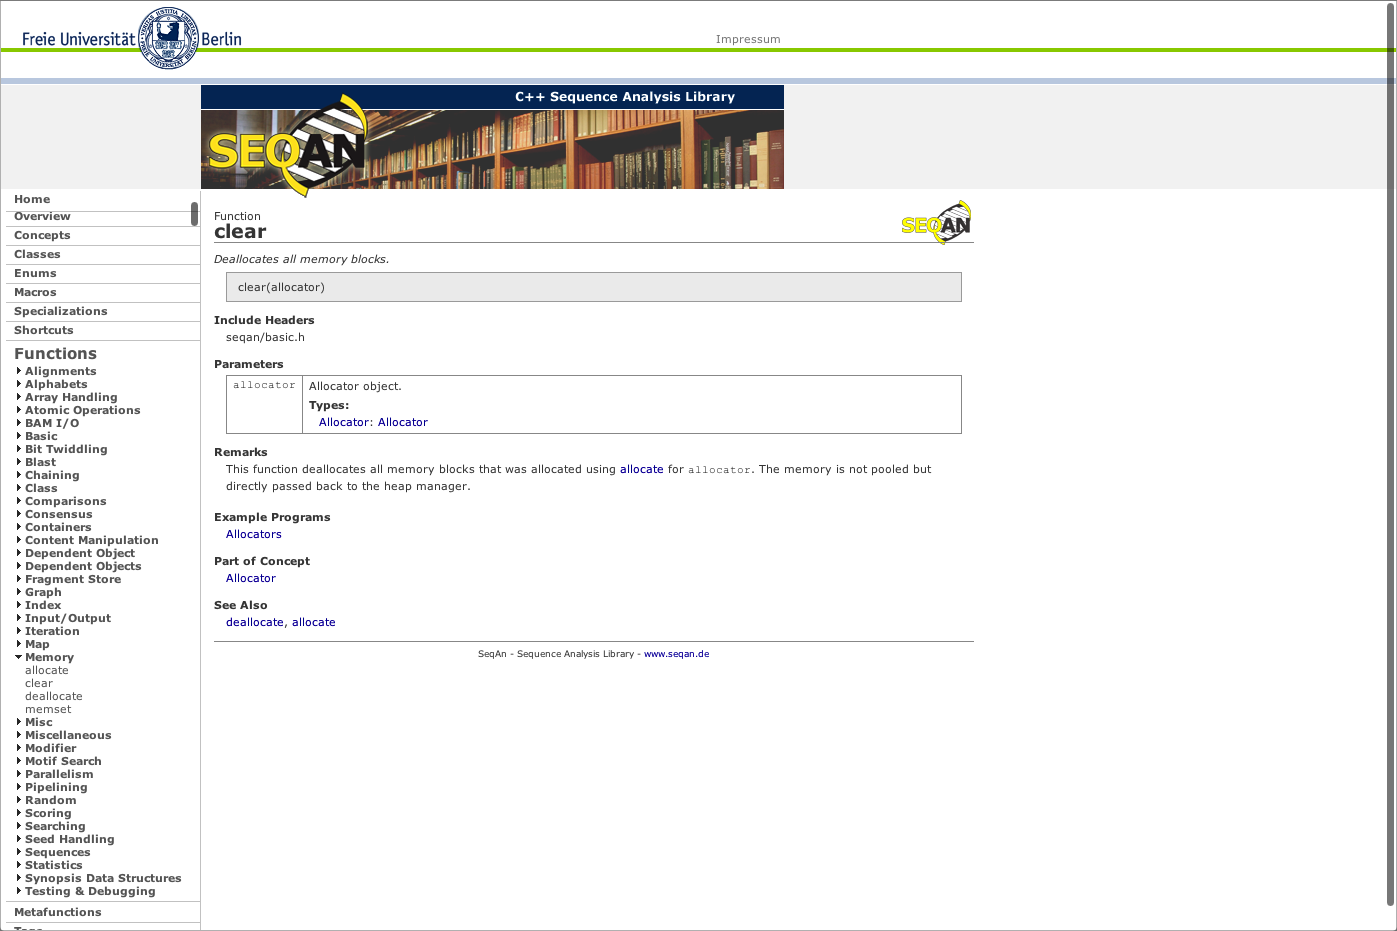 Freie Universität Berlin
Impressum
C++ Sequence Analysis Library
SEQAN
Home
Overview
Concepts
Classes
Enums
Macros
Specializations
Shortcuts
Functions
Alignments
Alphabets
Array Handling
Atomic Operations
BAM I/O
Basic
Bit Twiddling
Blast
Chaining
Class
Comparisons
Consensus
Containers
Content Manipulation
Dependent Object
Dependent Objects
Fragment Store
Graph
Index
Input/Output
Iteration
Map
Memory
allocate
clear
deallocate
memset
Misc
Miscellaneous
Modifier
Motif Search
Parallelism
Pipelining
Random
Scoring
Searching
Seed Handling
Sequences
Statistics
Synopsis Data Structures
Testing & Debugging
Metafunctions
Function
clear
SEQAN
Deallocates all memory blocks.
clear(allocator)
Include Headers
seqan/basic.h
Parameters
allocator
Allocator object.
Types:
Allocator: Allocator
Remarks
This function deallocates all memory blocks that was allocated using allocate for allocator. The memory is not pooled but
directly passed back to the heap manager.
Example Programs
Allocators
Part of Concept
Allocator
See Also
deallocate, allocate
SeqAn - Sequence Analysis Library - www.seqan.de